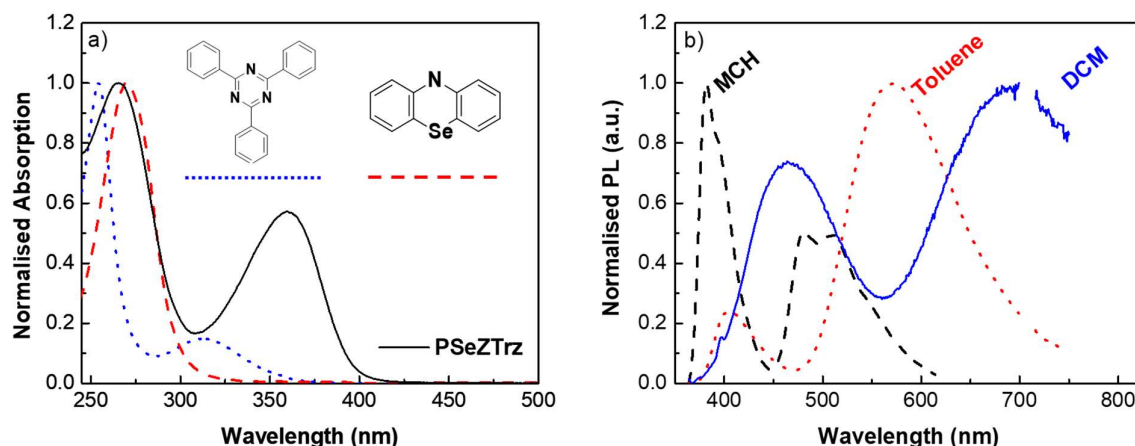 a)
1.2
1.0
0.8
0.6
0.4
0.2
0.0
Normalised Absorption
N
N
N
N
Se
PSeZTrz
250
300
350
400
450
500
Wavelength (nm)
b)
1.2
1.0
0.8
0.6
0.4
0.2
0.0
Normalised PL (a.u.)
MCH
Toluene
DCM
400
500
600
700
800
Wavelength (nm)